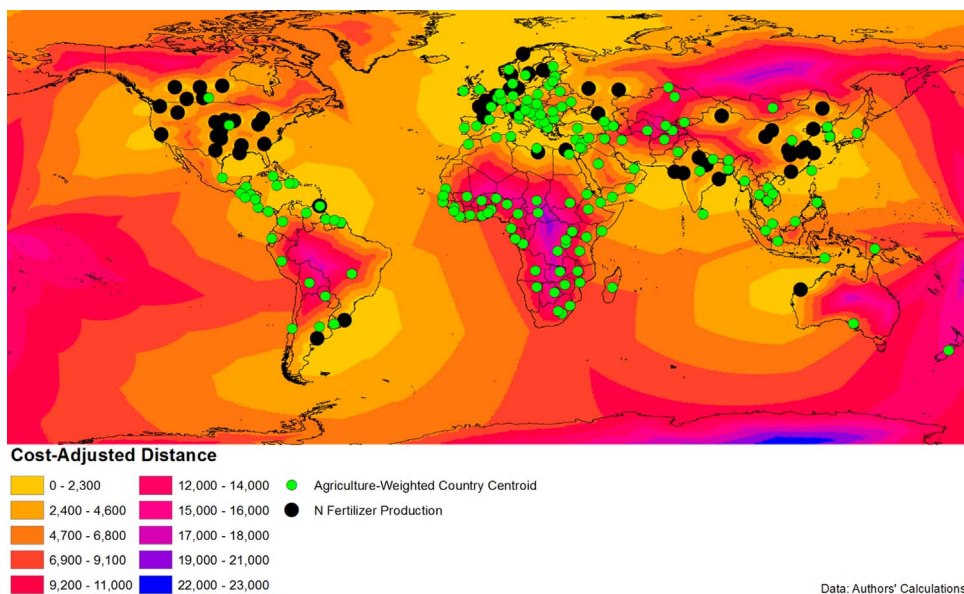 Cost-Adjusted Distance
0 - 2,300
2,400 - 4,600
4,700 - 6,800
6,900 - 9,100
9,200 - 11,000
12,000 - 14,000
15,000 - 16,000
17,000 - 18,000
19,000 - 21,000
22,000 - 23,000
Agriculture-Weighted Country Centroid
N Fertilizer Production
Data: Authors' Calculations